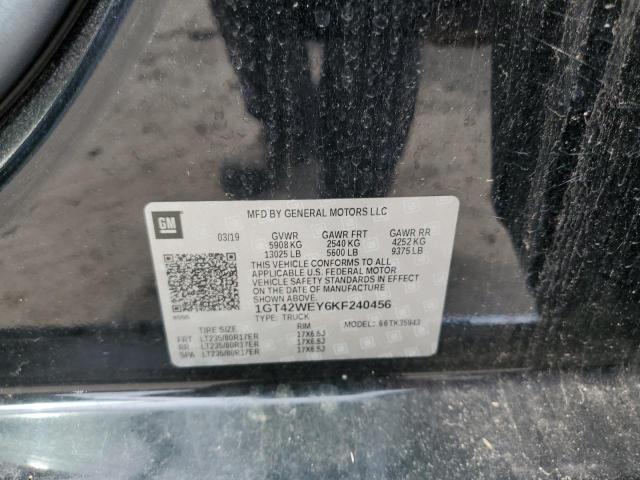 MFD BY GENERAL MOTORS LLC
GM
03/19 GVWR GAWR FRT GAWR RR
5908 KG 2540 KG 4252 KG
13025 LB 5600 LB 9375 LB
THIS VEHICLE CONFORMS TO ALL
APPLICABLE U.S. FEDERAL MOTOR
VEHICLE SAFETY STANDARDS IN EFFECT
ON THE DATE OF MANUFACTURE
SHOWN ABOVE.
1GT42WEY6KF240456
TYPE: TRUCK MODEL: 66TK75943
TIRE SIZE RIM
FRT LT235/80R17ER 17X6.5J
RR LT235/80R17ER 17X6.5J
SPA LT235/80R17ER 17X6.5J